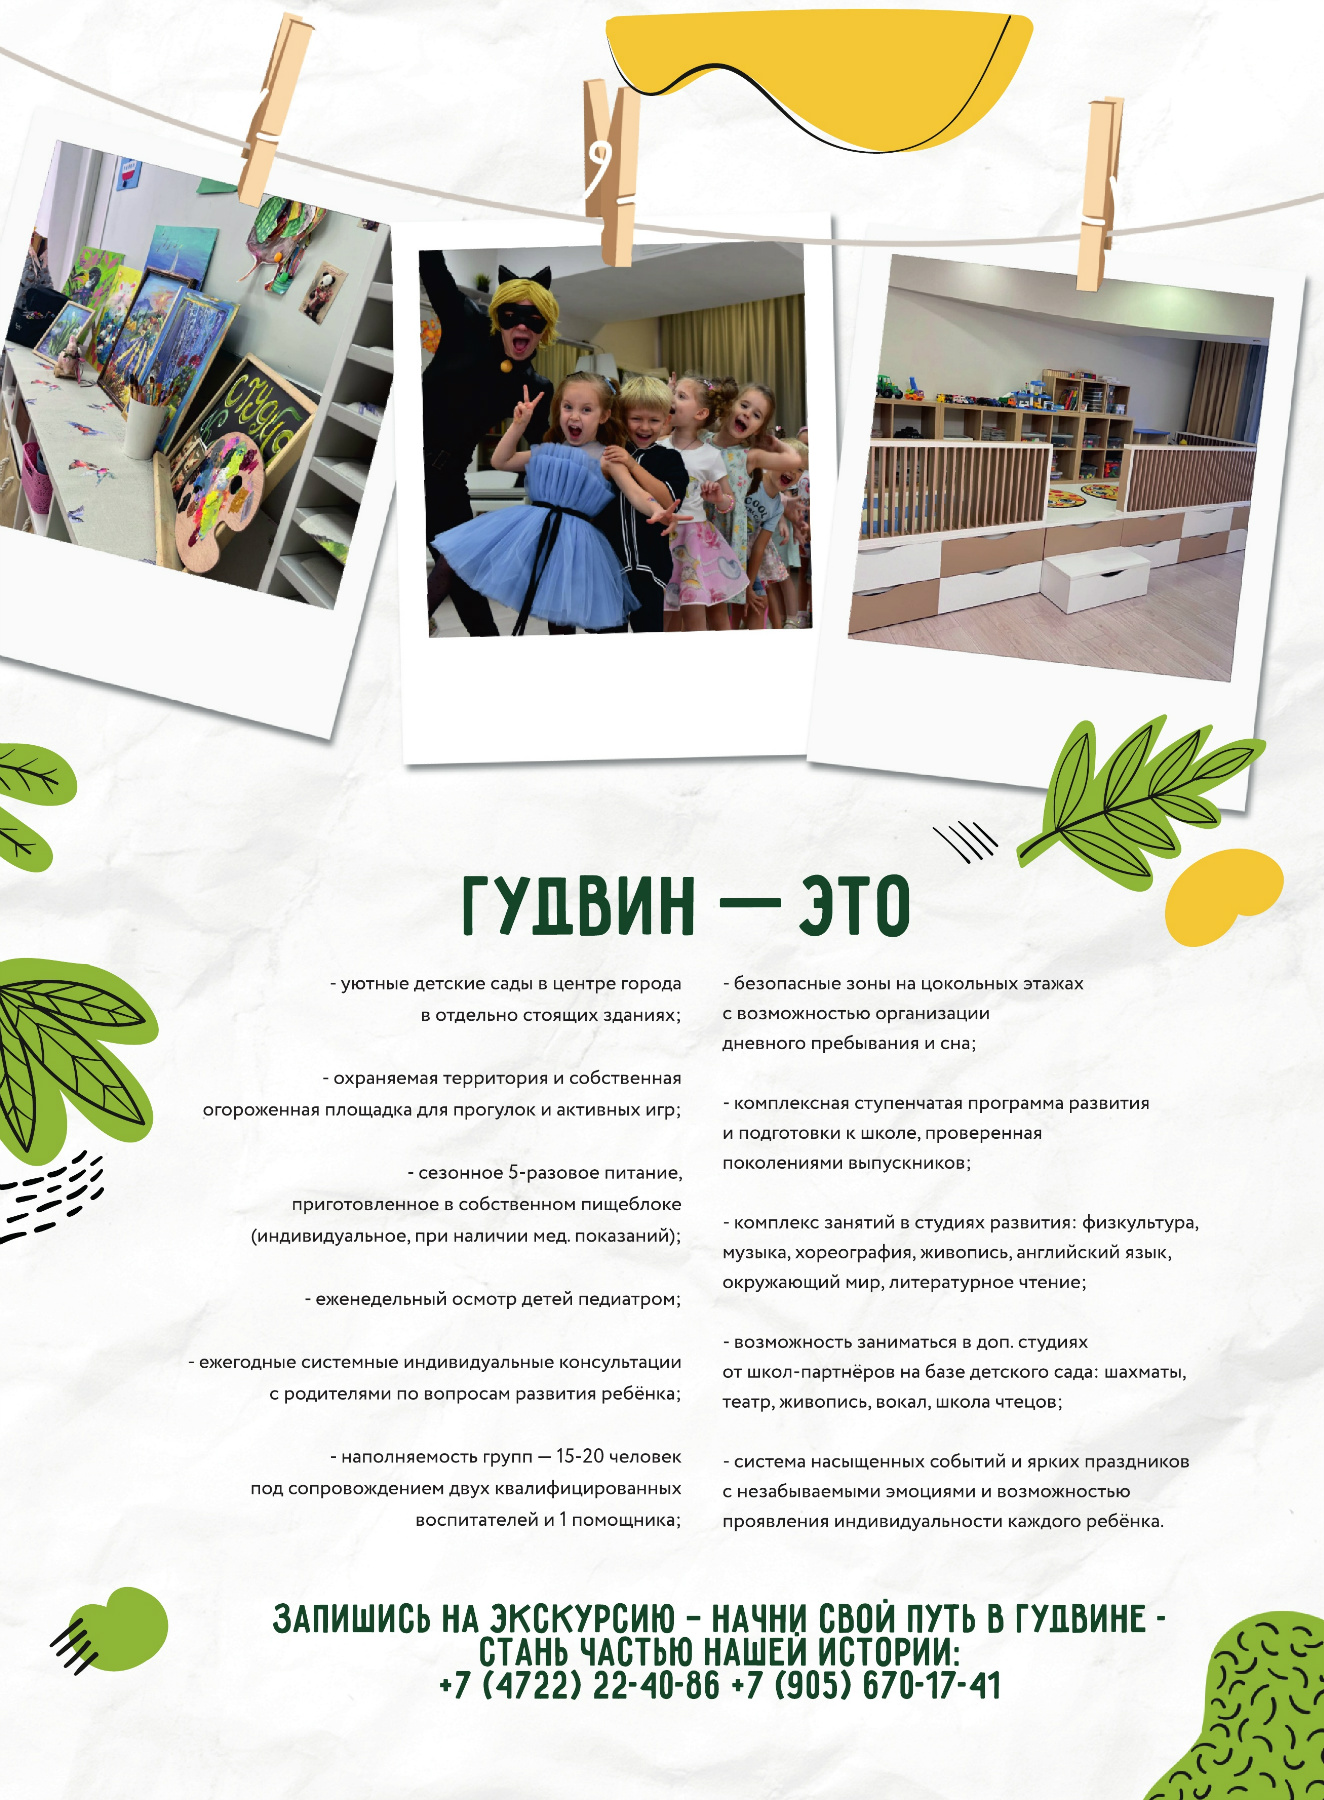 СТУДИЯ
COOL
ГУДВИН — ЭТО
- уютные детские сады в центре города
в отдельно стоящих зданиях;
- охраняемая территория и собственная
огороженная площадка для прогулок и активных игр;
- сезонное 5-разовое питание,
приготовленное в собственном пищеблоке
(индивидуальное, при наличии мед. показаний);
- еженедельный осмотр детей педиатром;
- ежегодные системные индивидуальные консультации
с родителями по вопросам развития ребёнка;
- наполняемость групп — 15-20 человек
под сопровождением двух квалифицированных
воспитателей и 1 помощника;
- безопасные зоны на цокольных этажах
с возможностью организации
дневного пребывания и сна;
- комплексная ступенчатая программа развития
и подготовки к школе, проверенная
поколениями выпускников;
- комплекс занятий в студиях развития: физкультура,
музыка, хореография, живопись, английский язык,
окружающий мир, литературное чтение;
- возможность заниматься в доп. студиях
от школ-партнёров на базе детского сада: шахматы,
театр, живопись, вокал, школа чтецов;
- система насыщенных событий и ярких праздников
с незабываемыми эмоциями и возможностью
проявления индивидуальности каждого ребёнка.
ЗАПИШИСЬ НА ЭКСКУРСИЮ – НАЧНИ СВОЙ ПУТЬ В ГУДВИНЕ -
СТАНЬ ЧАСТЬЮ НАШЕЙ ИСТОРИИ:
+7 (4722) 22-40-86 +7 (905) 670-17-41